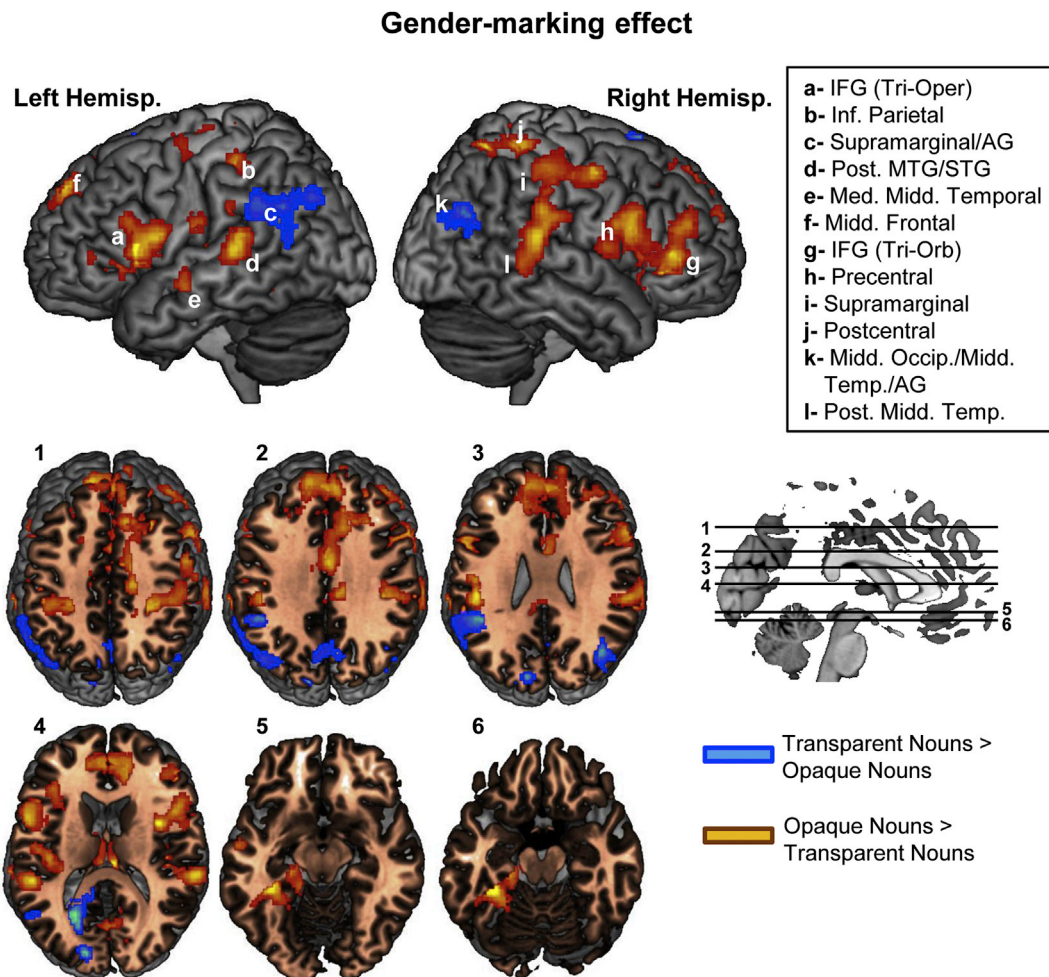 Gender-marking effect
Left Hemisp.
Right Hemisp.
a- IFG (Tri-Oper)
b- Inf. Parietal
c- Supramarginal/AG
d- Post. MTG/STG
e- Med. Midd. Temporal
f- Midd. Frontal
g- IFG (Tri-Orb)
h- Precentral
i- Supramarginal
j- Postcentral
k- Midd. Occip./Midd.
Temp./AG
l- Post. Midd. Temp.
f
b
c
a
d
e
j
i
k
h
l
g
1
2
3
1
2
3
4
5
6
4
5
6
Transparent Nouns >
Opaque Nouns
Opaque Nouns >
Transparent Nouns